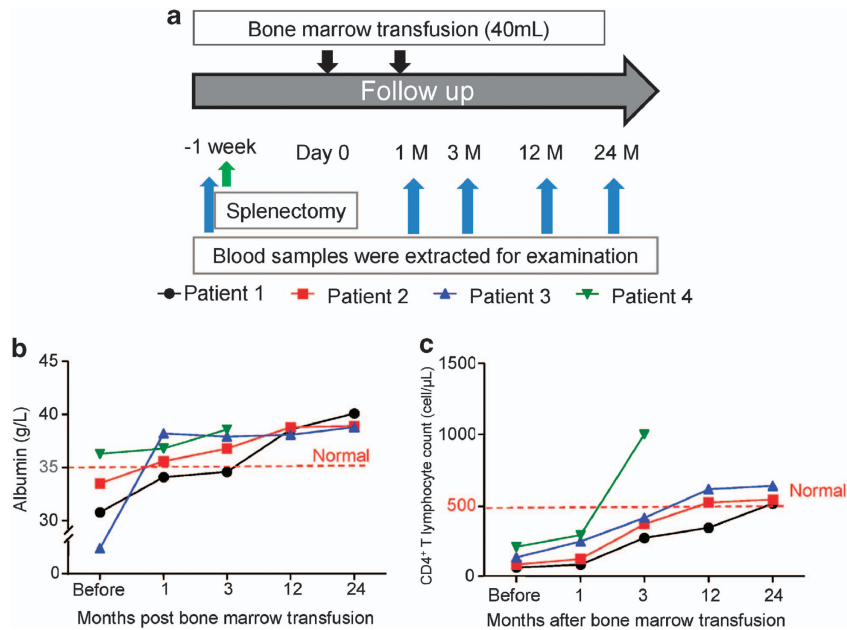 a
Bone marrow transfusion (40mL)
Follow up
-1 week Day 0 1 M 3 M 12 M 24 M
Splenectomy
Blood samples were extracted for examination
Patient 1 Patient 2 Patient 3 Patient 4
b
45
40
35
30
0
Albumin (g/L)
Normal
Before 1 3 12 24
Months post bone marrow transfusion
c
1500
1000
500
0
CD4⁺ T lymphocyte count (cell/µL)
Normal
Before 1 3 12 24
Months after bone marrow transfusion